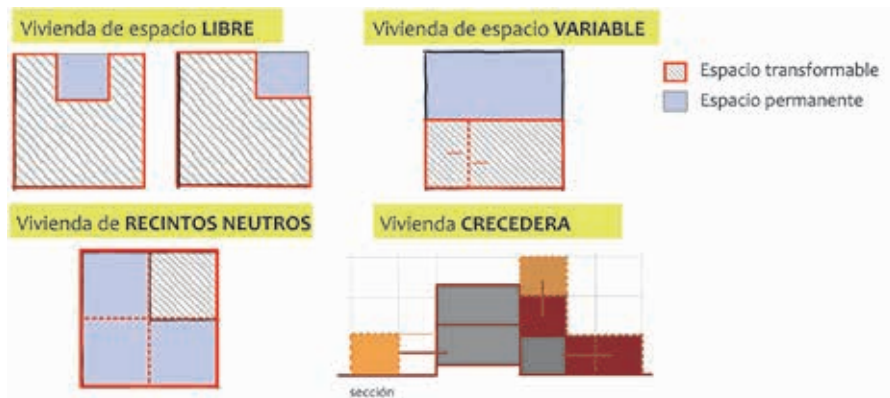 Vivienda de espacio LIBRE
Vivienda de espacio VARIABLE
Espacio transformable
Espacio permanente
Vivienda de RECINTOS NEUTROS
Vivienda CRECEDERA
sección